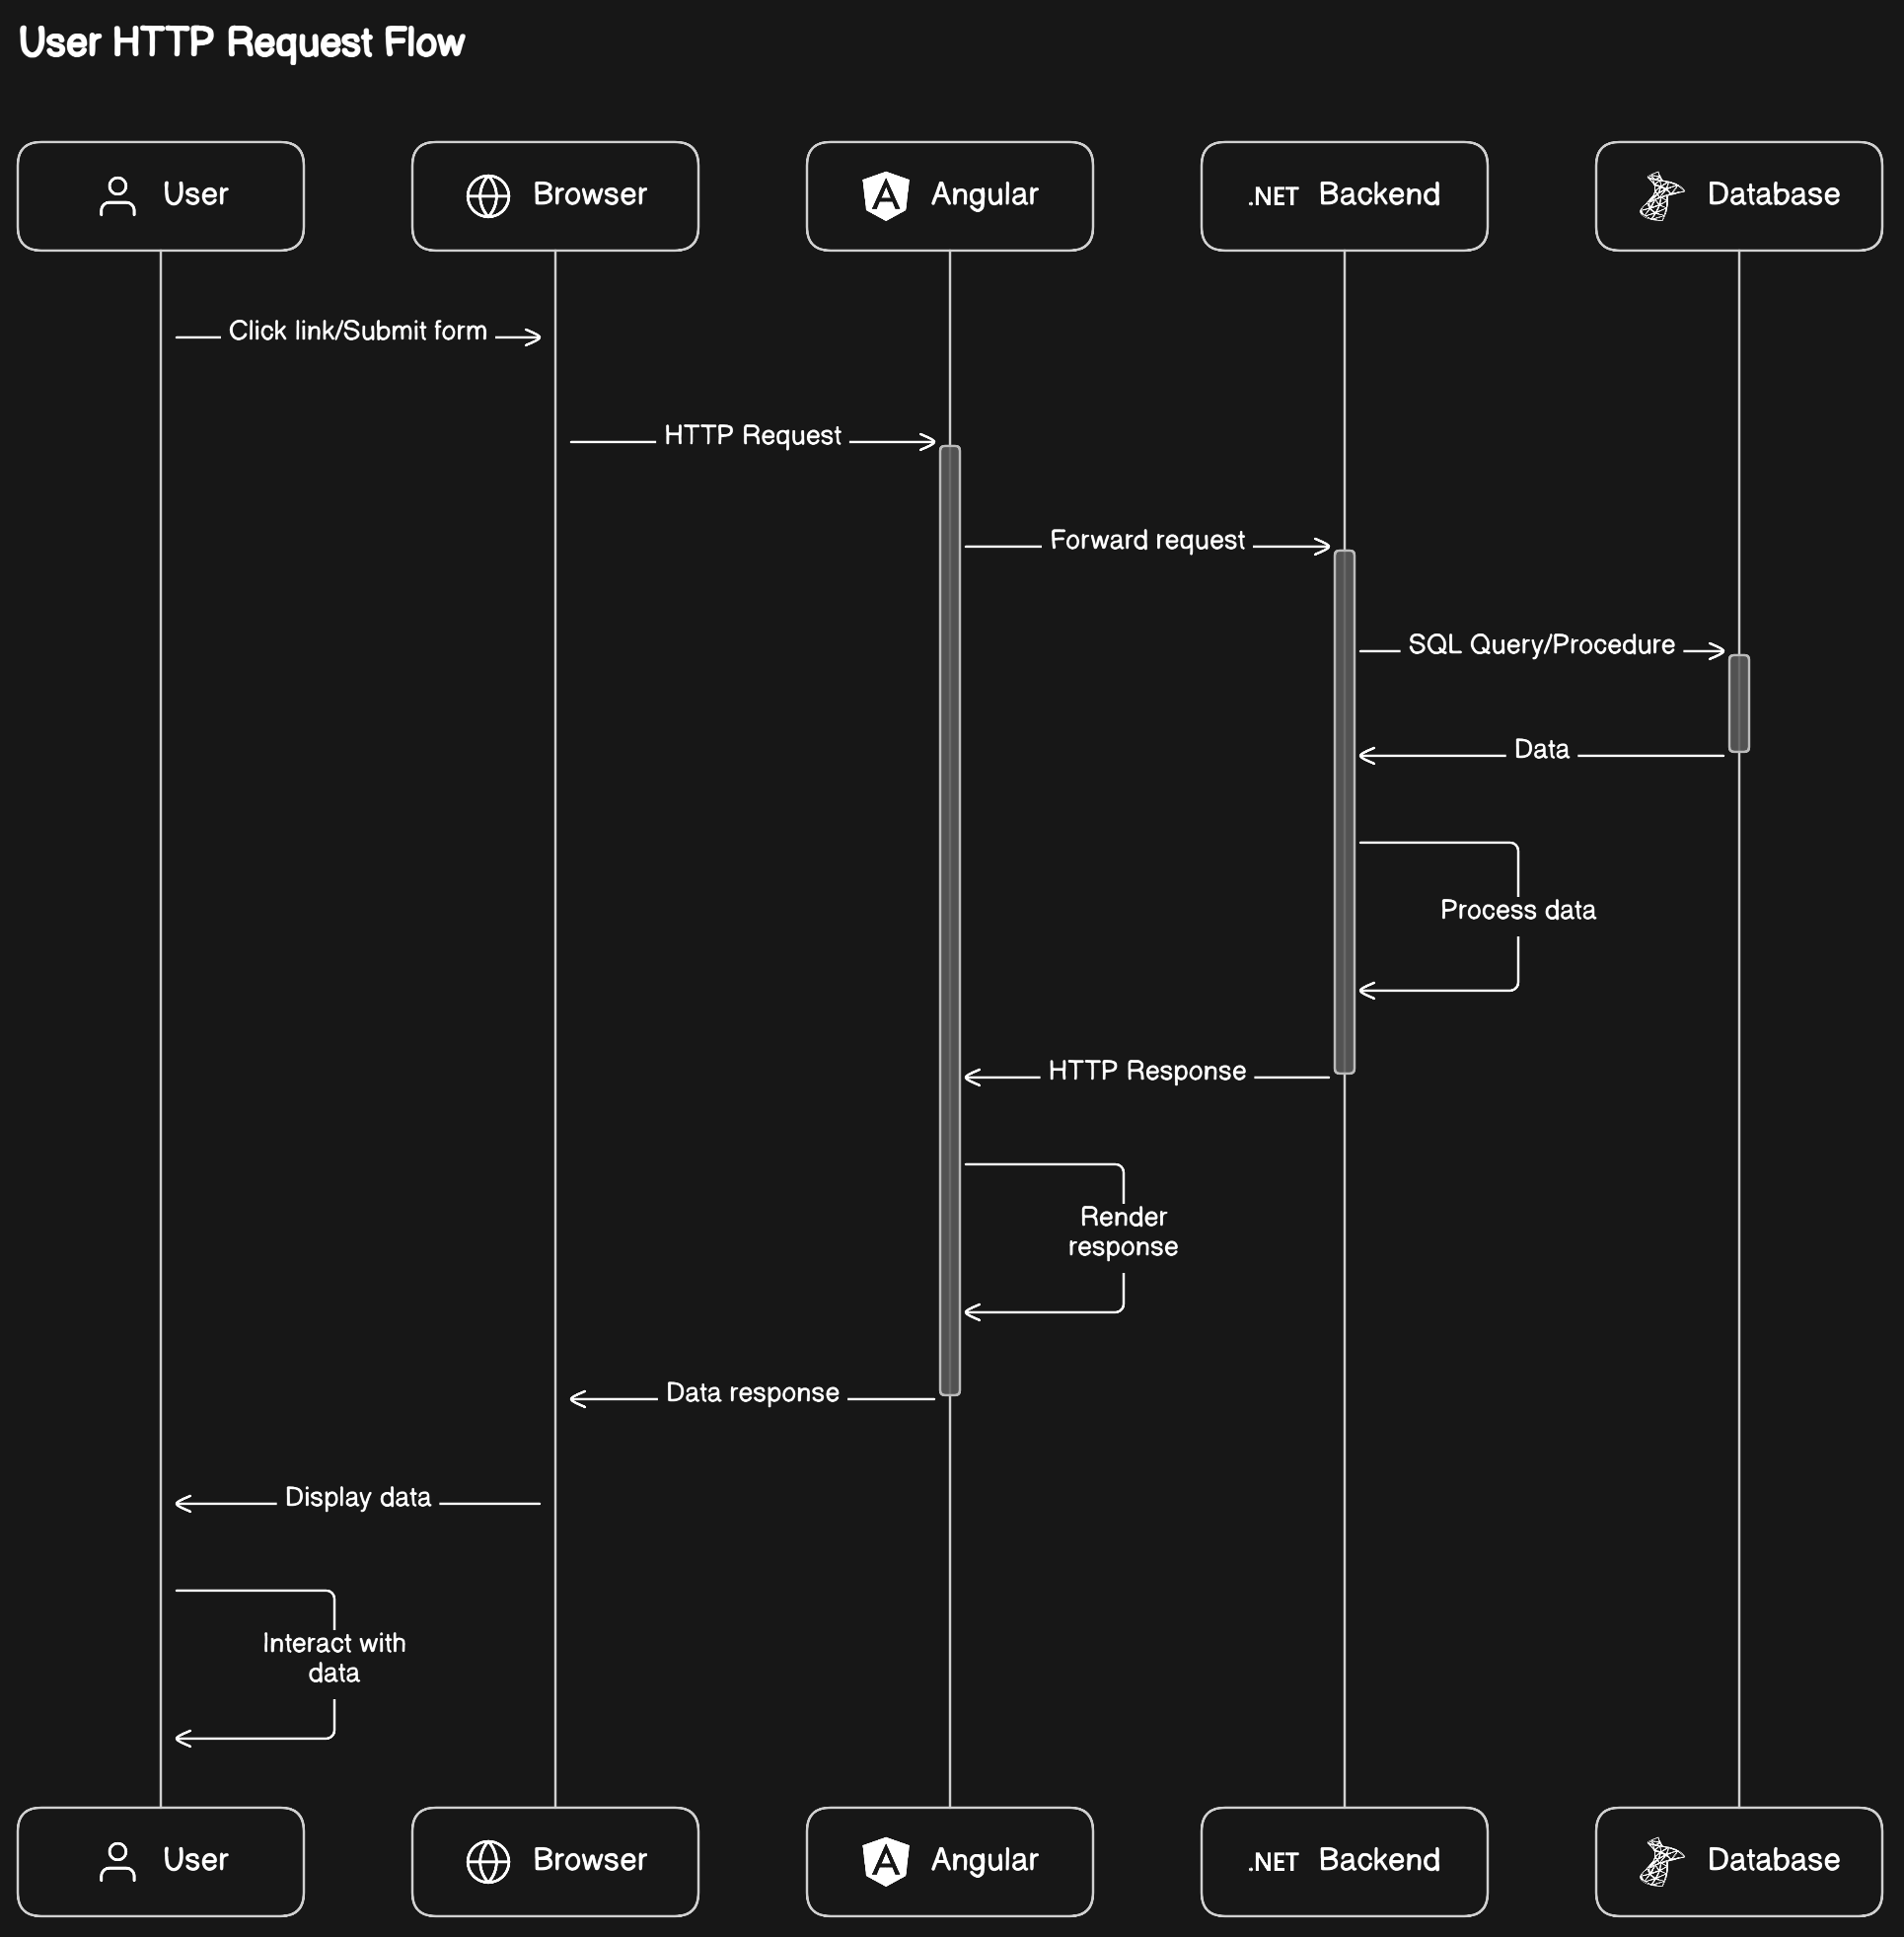 User HTTP Request Flow
User
Browser
Angular
.NET Backend
Database
Click link/Submit form
HTTP Request
Forward request
SQL Query/Procedure
Data
Process data
HTTP Response
Render
response
Data response
Display data
Interact with
data
User
Browser
Angular
.NET Backend
Database